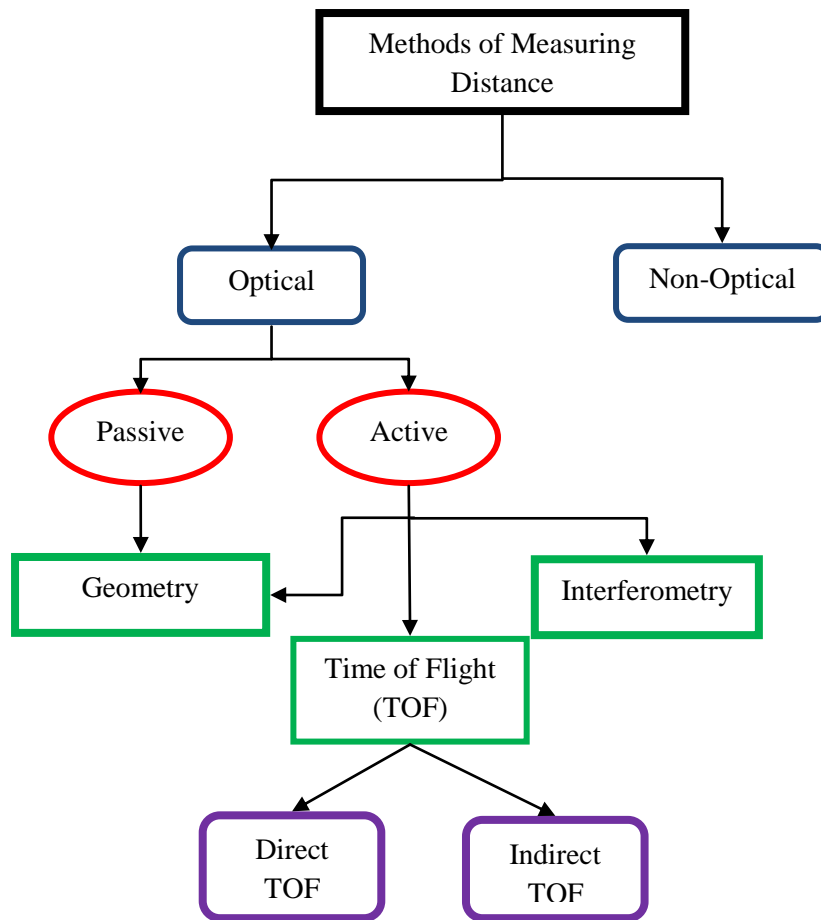 Methods of Measuring
Distance
Optical
Non-Optical
Passive
Active
Geometry
Interferometry
Time of Flight
(TOF)
Direct
TOF
Indirect
TOF